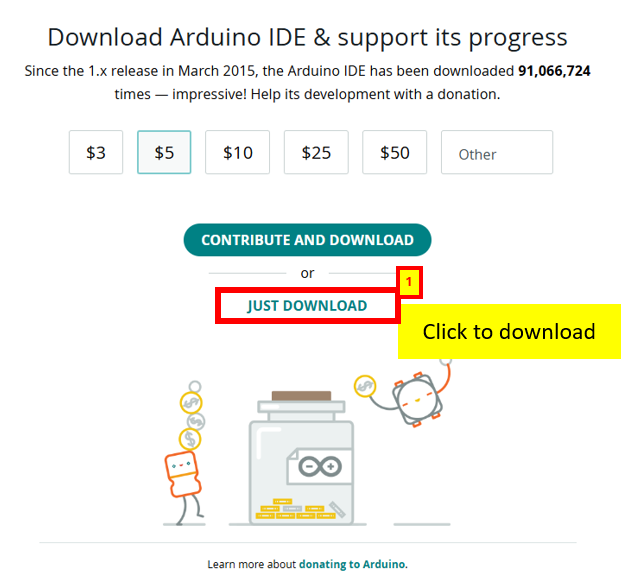 Download Arduino IDE & support its progress
Since the 1.x release in March 2015, the Arduino IDE has been downloaded 91,066,724
times — impressive! Help its development with a donation.
$3 $5 $10 $25 $50 Other
CONTRIBUTE AND DOWNLOAD
or
1
JUST DOWNLOAD
Click to download
Learn more about donating to Arduino.